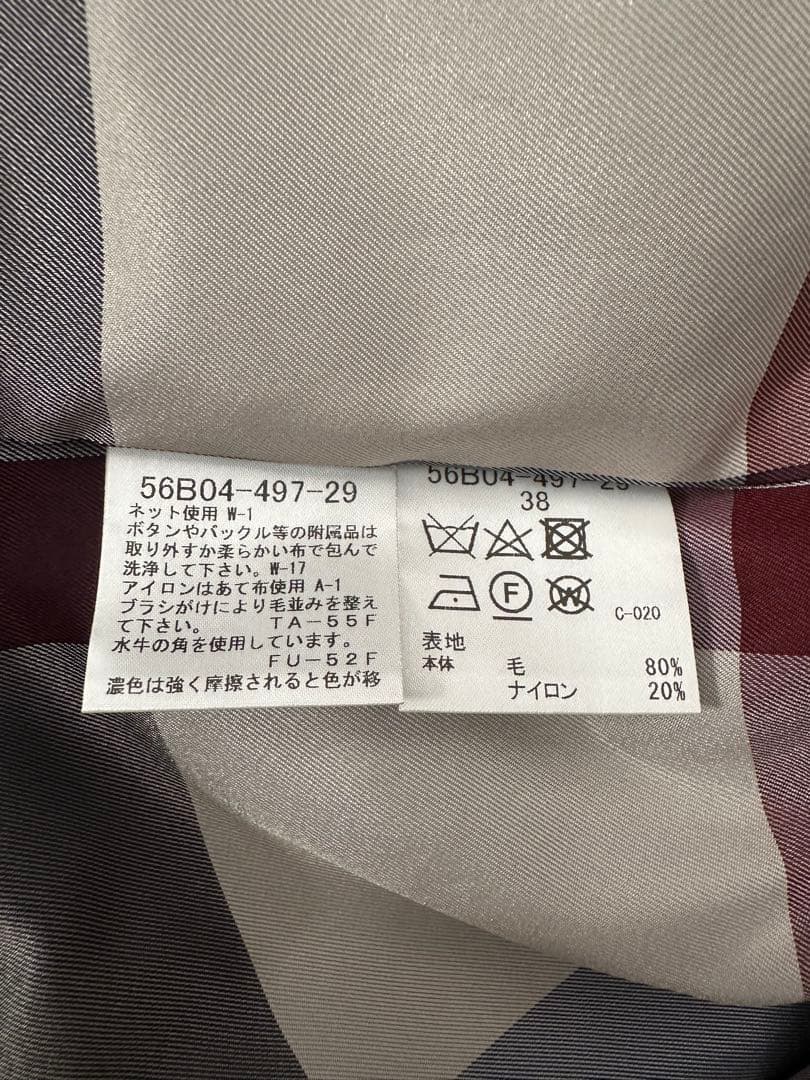 56B04-497-29
ネット使用 W-1
ボタンやバックル等の附属品は
取り外すか柔らかい布で包んで
洗浄して下さい。W-17
アイロンはあて布使用 A-1
ブラシがけにより毛並みを整え
て下さい。 TA-55F
水牛の角を使用しています。
FU-52F
濃色は強く摩擦されると色が移
56B04-497-29
38
F W
C-020
表地
本体 毛 80%
ナイロン 20%